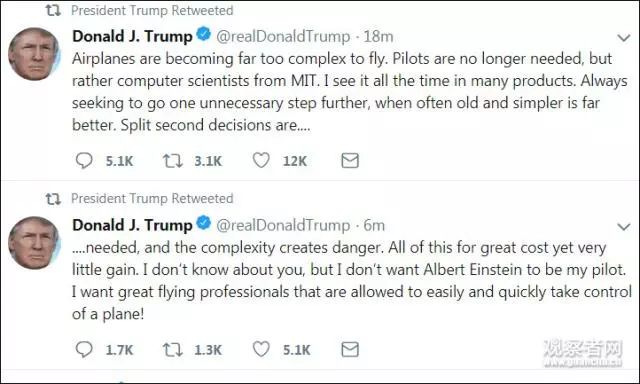 President Trump Retweeted
Donald J. Trump @realDonaldTrump · 18m
Airplanes are becoming far too complex to fly. Pilots are no longer needed, but
rather computer scientists from MIT. I see it all the time in many products. Always
seeking to go one unnecessary step further, when often old and simpler is far
better. Split second decisions are....
5.1K 3.1K 12K
President Trump Retweeted
Donald J. Trump @realDonaldTrump · 6m
....needed, and the complexity creates danger. All of this for great cost yet very
little gain. I don't know about you, but I don't want Albert Einstein to be my pilot.
I want great flying professionals that are allowed to easily and quickly take control
of a plane!
1.7K 1.3K 5.1K
观察者网